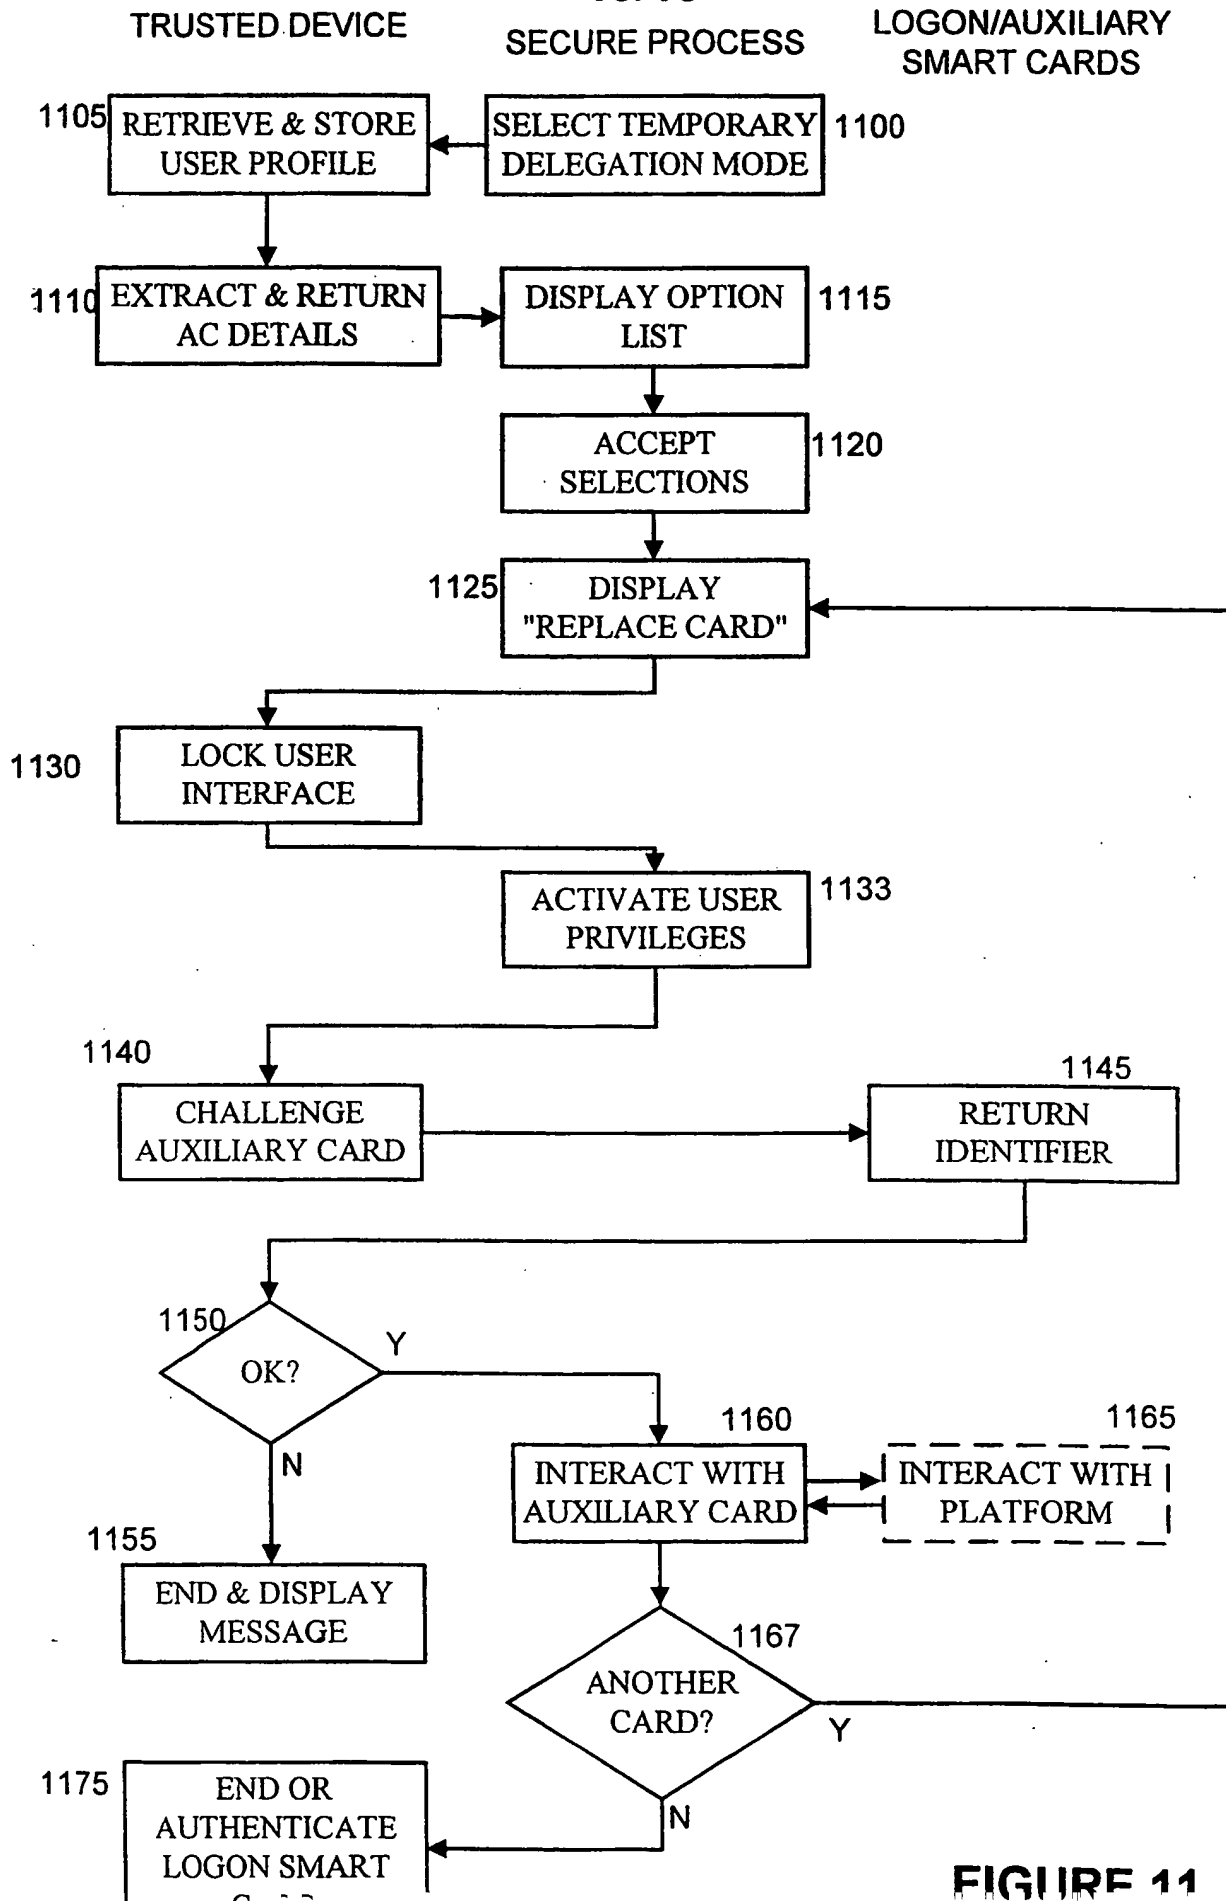 TRUSTED DEVICE
SECURE PROCESS
LOGON/AUXILIARY
SMART CARDS
1105
RETRIEVE & STORE
USER PROFILE
SELECT TEMPORARY
DELEGATION MODE
1100
1110
EXTRACT & RETURN
AC DETAILS
DISPLAY OPTION
LIST
1115
ACCEPT
SELECTIONS
1120
1125
DISPLAY
"REPLACE CARD"
1130
LOCK USER
INTERFACE
ACTIVATE USER
PRIVILEGES
1133
1140
CHALLENGE
AUXILIARY CARD
1145
RETURN
IDENTIFIER
1150
OK?
Y
N
1155
END & DISPLAY
MESSAGE
1160
INTERACT WITH
AUXILIARY CARD
1165
INTERACT WITH
PLATFORM
1167
ANOTHER
CARD?
Y
N
1175
END OR
AUTHENTICATE
LOGON SMART
FIGURE 11